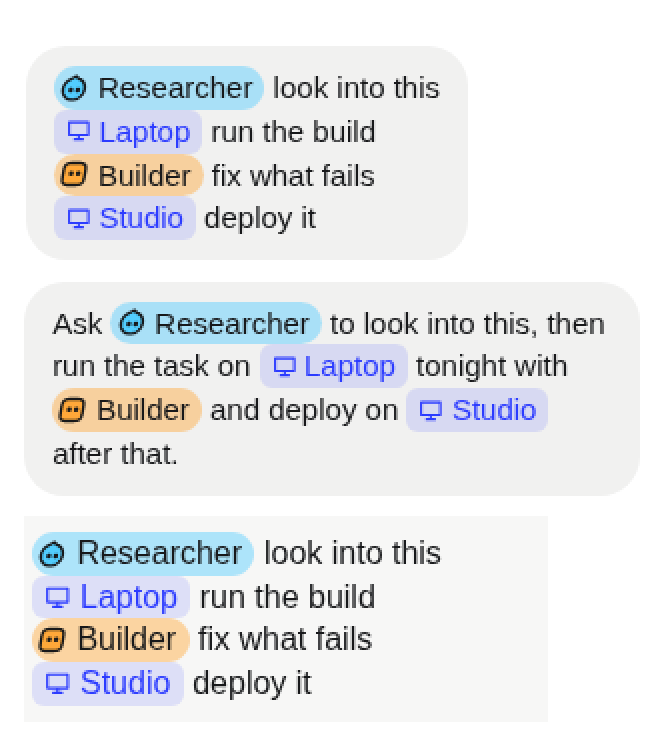 Researcher look into this
Laptop run the build
Builder fix what fails
Studio deploy it
Ask Researcher to look into this, then
run the task on Laptop tonight with
Builder and deploy on Studio
after that.
Researcher look into this
Laptop run the build
Builder fix what fails
Studio deploy it